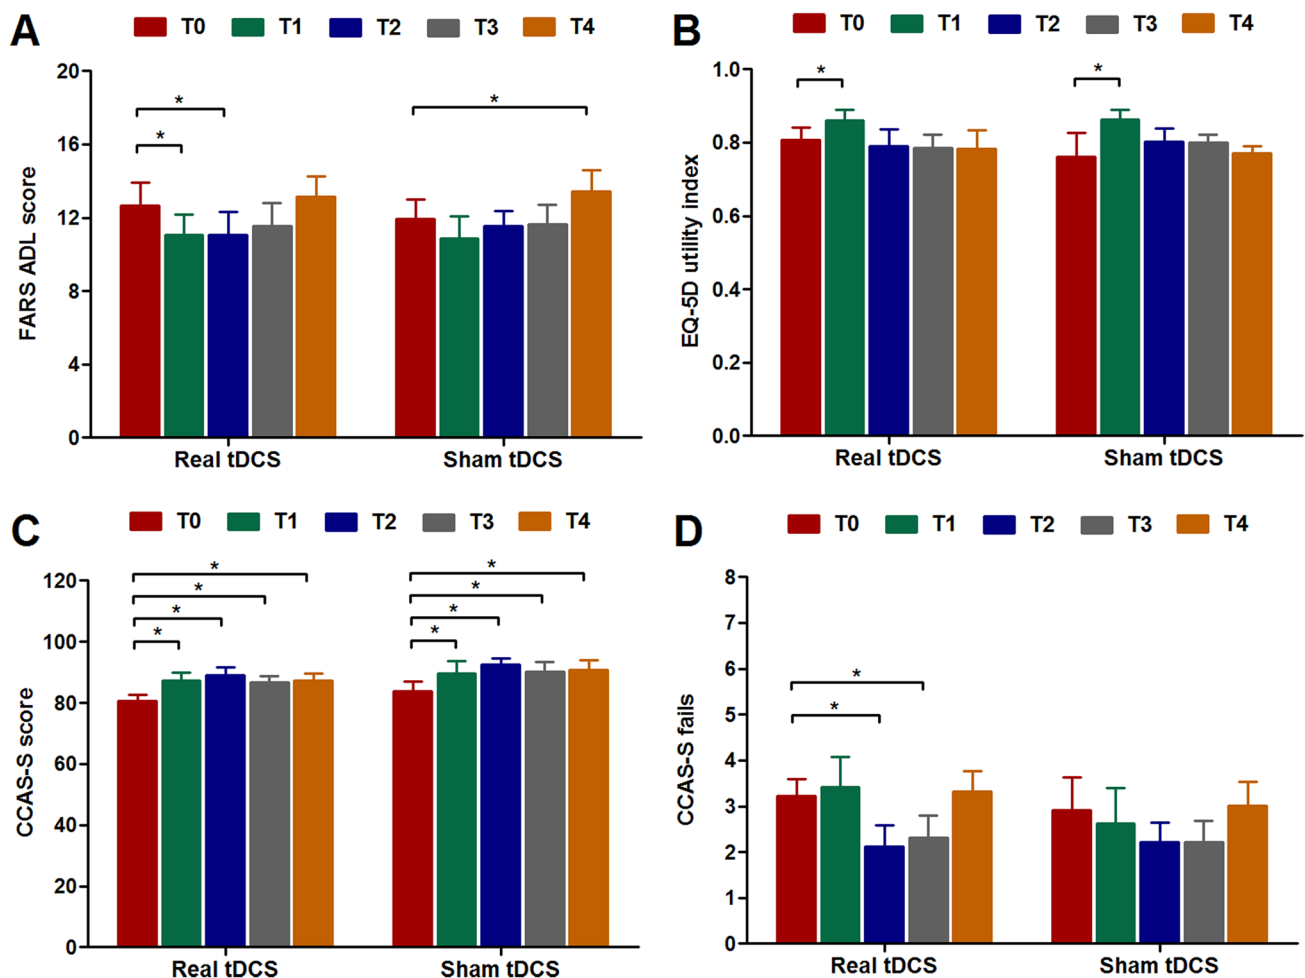 A
T0 T1 T2 T3 T4
FARS ADL score
20
16
12
8
4
0
* * *
Real tDCS Sham tDCS
B
T0 T1 T2 T3 T4
EQ-5D utility index
1.0
0.8
0.6
0.4
0.2
0.0
* *
Real tDCS Sham tDCS
C
T0 T1 T2 T3 T4
CCAS-S score
120
100
80
60
40
20
0
* * * * * * * *
Real tDCS Sham tDCS
D
T0 T1 T2 T3 T4
CCAS-S fails
8
7
6
5
4
3
2
1
0
* *
Real tDCS Sham tDCS